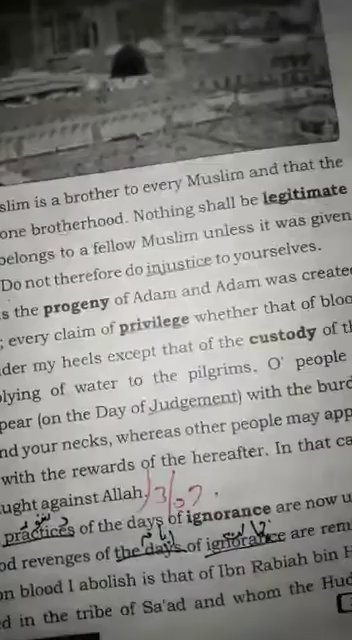 slim is a brother to every Muslim and that the
one brotherhood. Nothing shall be legitimate
belongs to a fellow Muslim unless it was given
Do not therefore do injustice to yourselves.
s the progeny of Adam and Adam was create
; every claim of privilege whether that of bloo
der my heels except that of the custody of t
lying of water to the pilgrims. O' people
pear (on the Day of Judgement) with the burd
nd your necks, whereas other people may app
with the rewards of the hereafter. In that ca
ught against Allah.
practices of the days of ignorance are now u
od revenges of the days of ignorance are rem
n blood I abolish is that of Ibn Rabiah bin H
d in the tribe of Sa'ad and whom the Hud